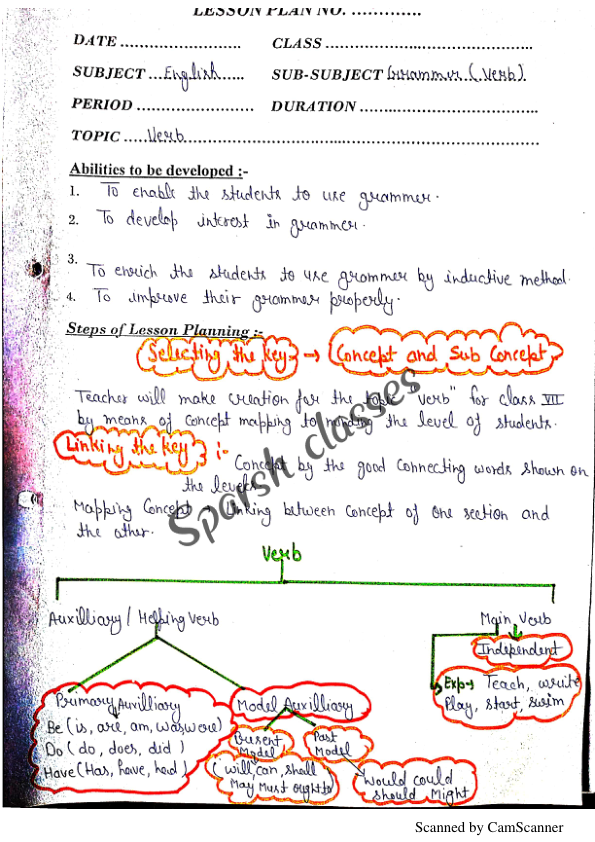 LESSON PLAN NO. .............
DATE ........................ CLASS ........................................
SUBJECT ...English...... SUB-SUBJECT Grammer (Verb)
PERIOD ....................... DURATION ...................................
TOPIC .....Verb.....................................................................
Abilities to be developed :-
1. To enable the students to use grammer.
2. To develop interest in grammer.
3.
To enrich the students to use grammer by inductive method.
4. To improve their grammer properly.
Steps of Lesson Planning :-
Selecting the Key → Concept and Sub Concept
Teacher will make creation for the topic "Verb" for class VII
by means of concept mapping to the level of students.
Linking the Key :-
Concept by the good connecting words shown on
the levels
Mapping Concept → Linking between concept of one section and
the other.
Sparsh classes
Verb
Auxilliary / Helping verb Main Verb
Independent
Exp→ Teach, write
Play, start, swim
Primary Auxilliary
Be (is, are, am, was, were)
Do (do, does, did)
Have (Has, have, had)
Model Auxilliary
Present Model
Past Model
(will, can, shall
May Must ought to)
Would could
should Might
Scanned by CamScanner